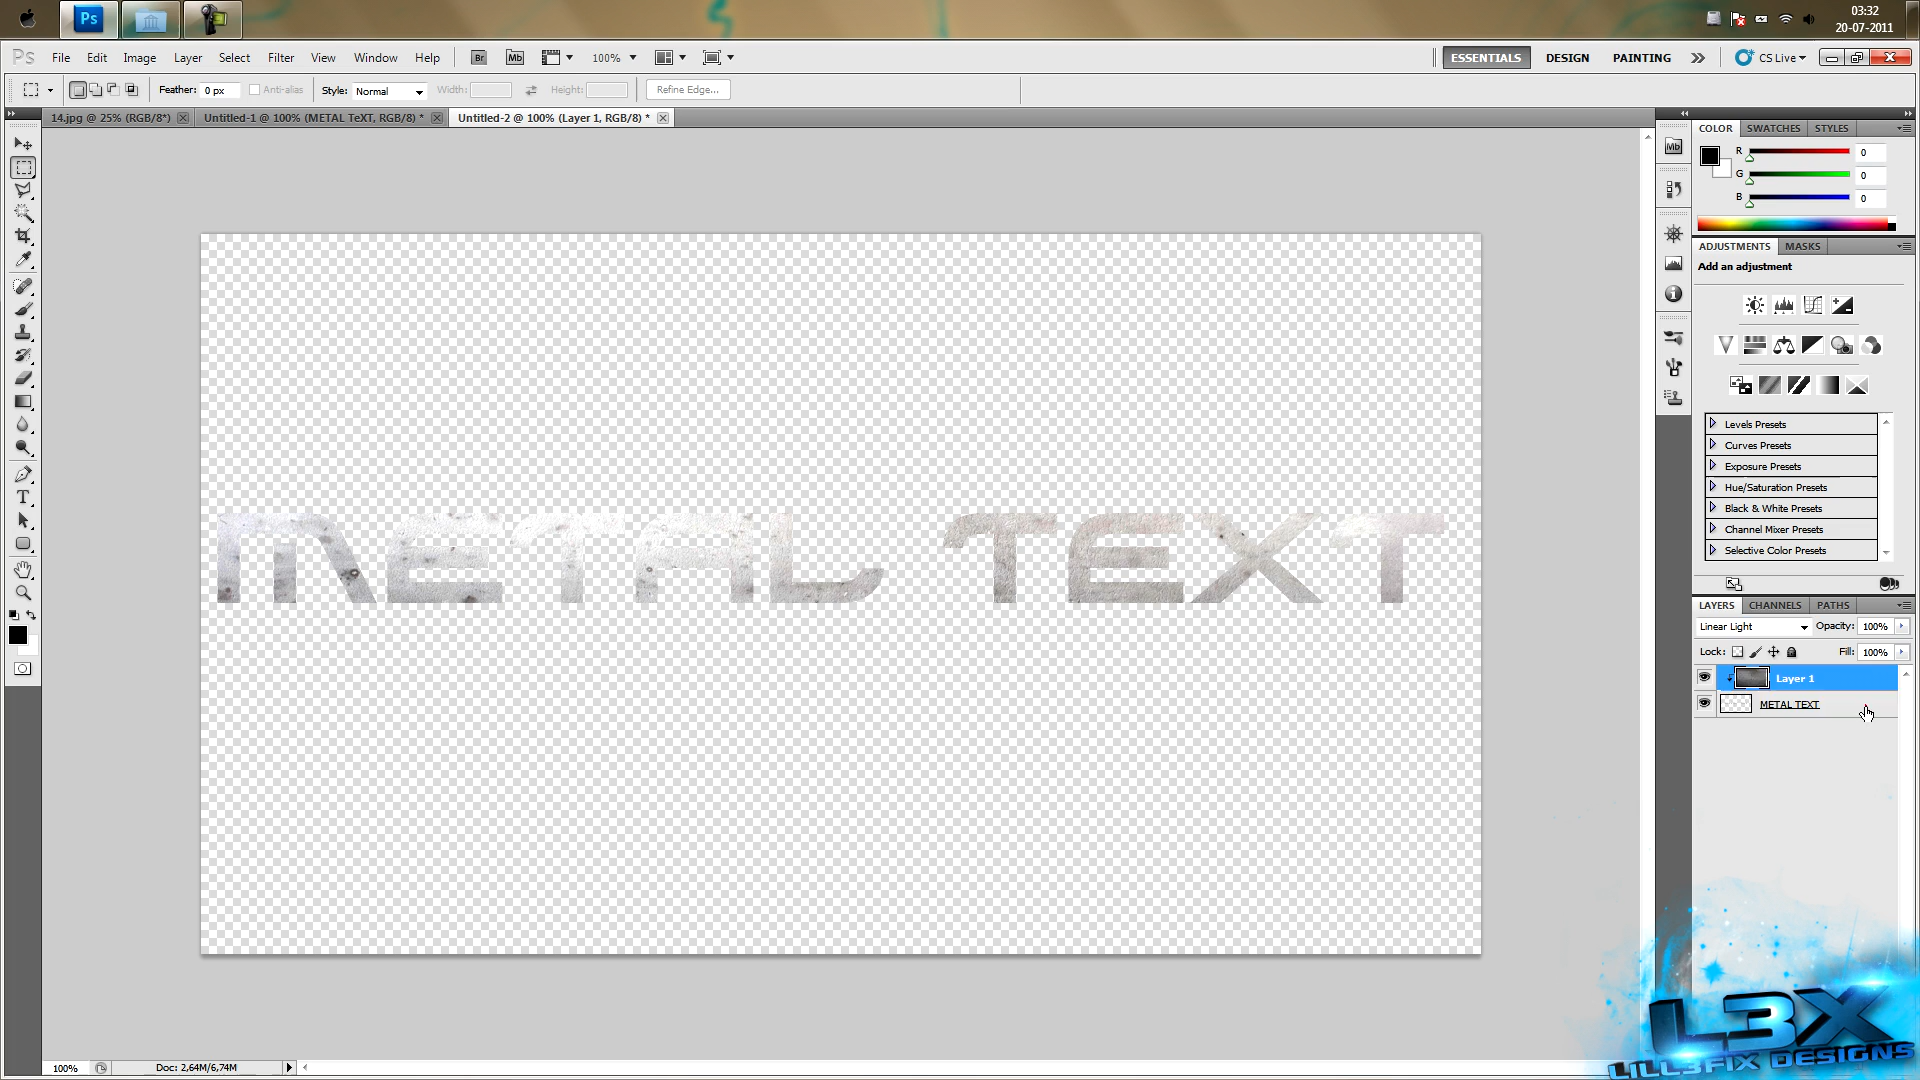 Ps
03:32
20-07-2011
Ps File Edit Image Layer Select Filter View Window Help Br Mb 100% ESSENTIALS DESIGN PAINTING CS Live
Feather: 0 px Anti-alias Style: Normal Width: Height: Refine Edge...
14.jpg @ 25% (RGB/8*) Untitled-1 @ 100% (METAL TeXT, RGB/8) * Untitled-2 @ 100% (Layer 1, RGB/8) *
COLOR SWATCHES STYLES
Mb
R 0
G 0
B 0
ADJUSTMENTS MASKS
Add an adjustment
Levels Presets
Curves Presets
Exposure Presets
Hue/Saturation Presets
Black & White Presets
Channel Mixer Presets
Selective Color Presets
METAL TEXT
T
LAYERS CHANNELS PATHS
Linear Light Opacity: 100%
Lock: Fill: 100%
Layer 1
METAL TEXT
100% Doc: 2,64M/6,74M
L3X
LILL3FIX DESIGNS